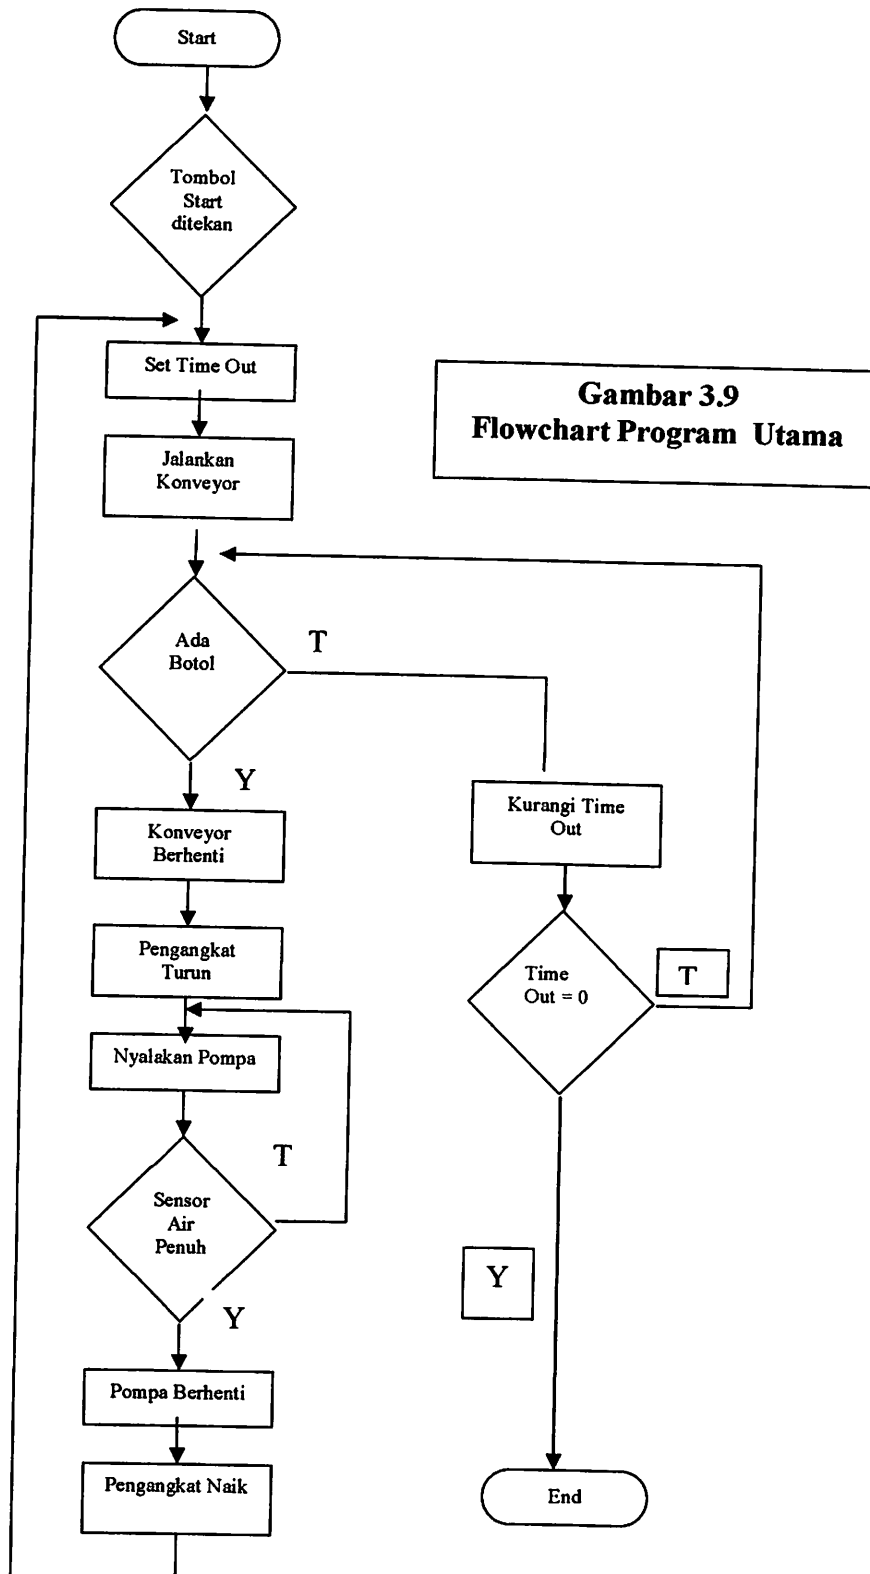 Start
Tombol
Start
ditekan
Set Time Out
Jalankan
Konveyor
Gambar 3.9
Flowchart Program Utama
Ada
Botol
T
Y
Konveyor
Berhenti
Kurangi Time
Out
Pengangkat
Turun
Time
Out = 0
T
Nyalakan Pompa
T
Sensor
Air
Penuh
Y
Y
Pompa Berhenti
Pengangkat Naik
End